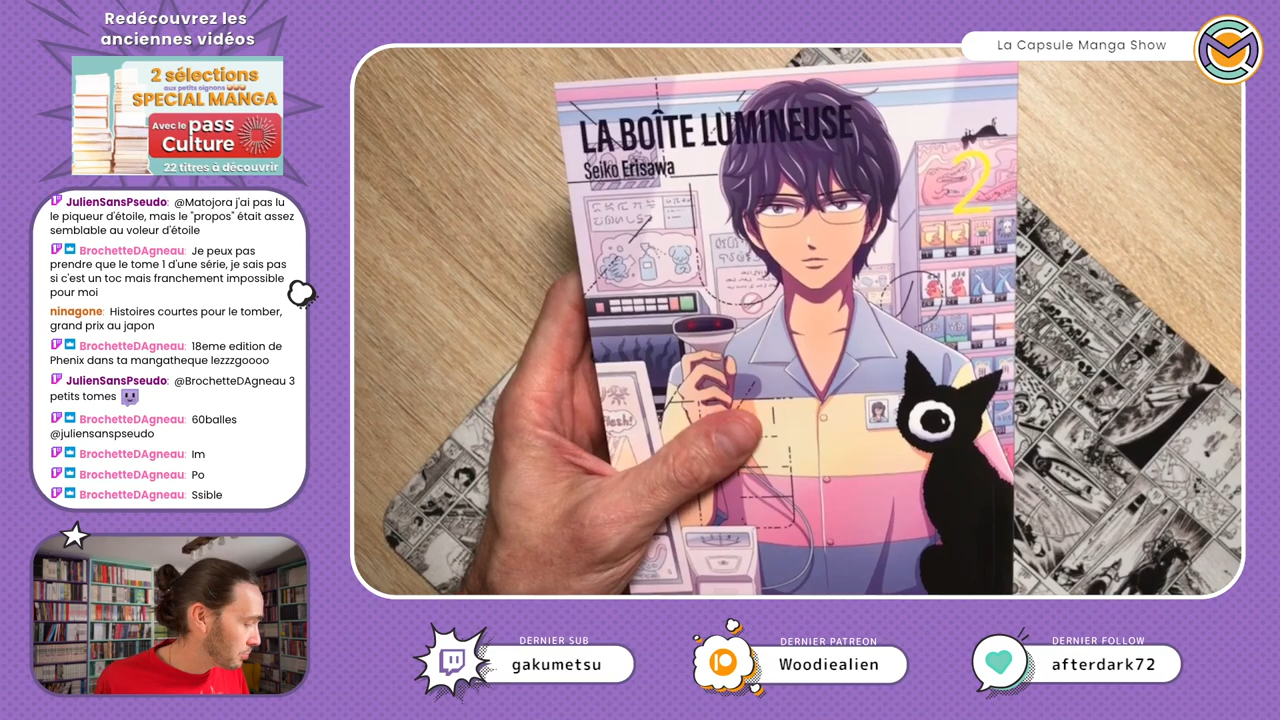 Redécouvrez les
anciennes vidéos
2 sélections
aux petits oignons
SPECIAL MANGA
Avec le pass
Culture
22 titres à découvrir
JulienSansPseudo: @Matojora j'ai pas lu
le piqueur d'étoile, mais le "propos" était assez
semblable au voleur d'étoile
BrochetteDAgneau: Je peux pas
prendre que le tome 1 d'une série, je sais pas
si c'est un toc mais franchement impossible
pour moi
ninagone: Histoires courtes pour le tomber,
grand prix au japon
BrochetteDAgneau: 18eme edition de
Phenix dans ta mangatheque lezzzgoooo
JulienSansPseudo: @BrochetteDAgneau 3
petits tomes
BrochetteDAgneau: 60balles
@juliensanspseudo
BrochetteDAgneau: Im
BrochetteDAgneau: Po
BrochetteDAgneau: Ssible
La Capsule Manga Show
LA BOÎTE LUMINEUSE
Seiko Erisawa
2
DERNIER SUB
gakumetsu
DERNIER PATREON
Woodiealien
DERNIER FOLLOW
afterdark72